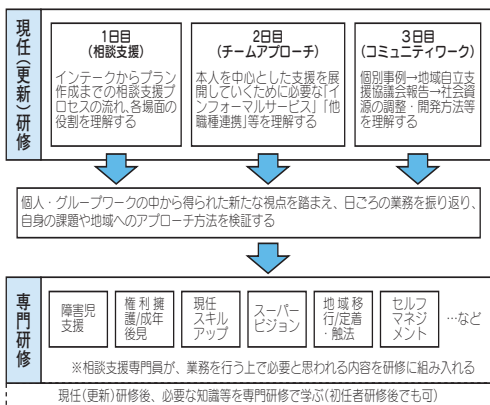 現任(更新)研修
1日目
(相談支援)
インテークからプラン
作成までの相談支援プ
ロセスの流れ、各場面の
役割を理解する
2日目
(チームアプローチ)
本人を中心とした支援を展
開していくために必要な「イ
ンフォーマルサービス」「他
職種連携」等を理解する
3日目
(コミュニティワーク)
個別事例→地域自立支
援協議会報告→社会資
源の調整・開発方法等
を理解する
個人・グループワークの中から得られた新たな視点を踏まえ、日ごろの業務を振り返り、
自身の課題や地域へのアプローチ方法を検証する
専門研修
障害児
支援
権利擁
護/成年
後見
現任
スキル
アップ
スーパー
ビジョン
地域移
行/定着
・触法
セルフ
マネジ
メント
…など
※相談支援専門員が、業務を行う上で必要と思われる内容を研修に組み入れる
現任(更新)研修後、必要な知識等を専門研修で学ぶ(初任者研修後でも可)